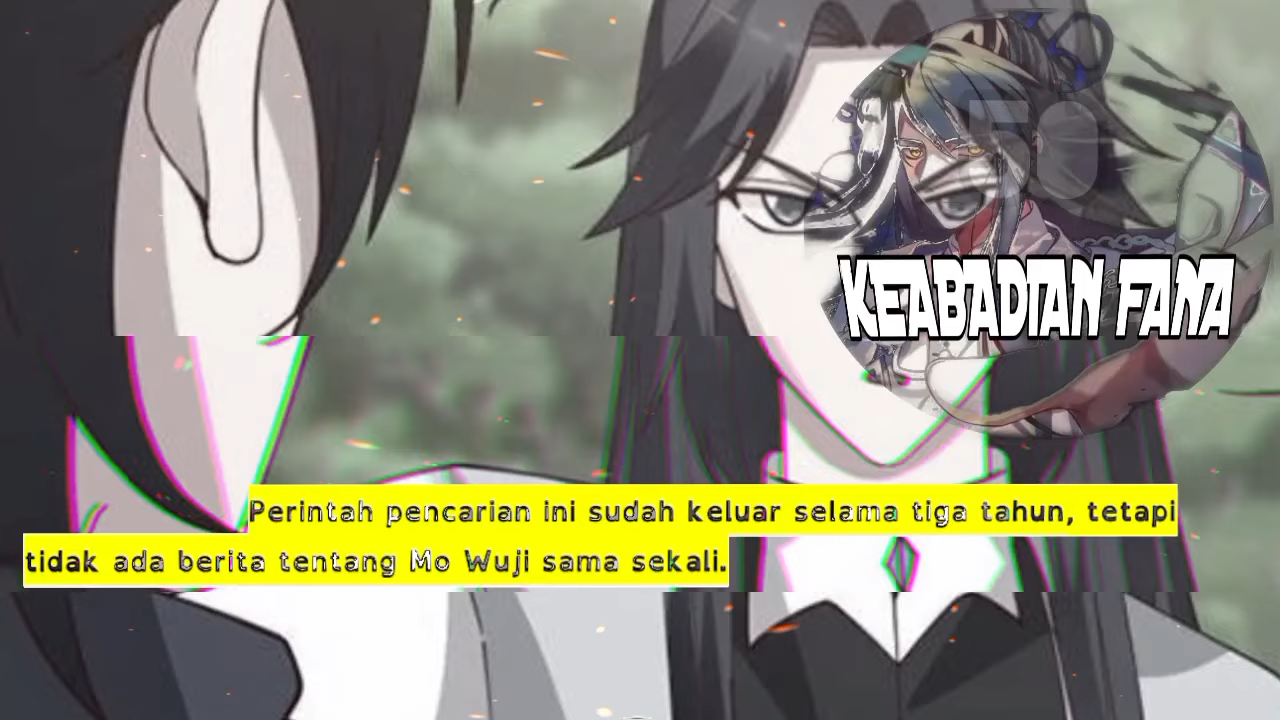 50
KEABADIAN FANA
Perintah pencarian ini sudah keluar selama tiga tahun, tetapi
tidak ada berita tentang Mo Wuji sama sekali.